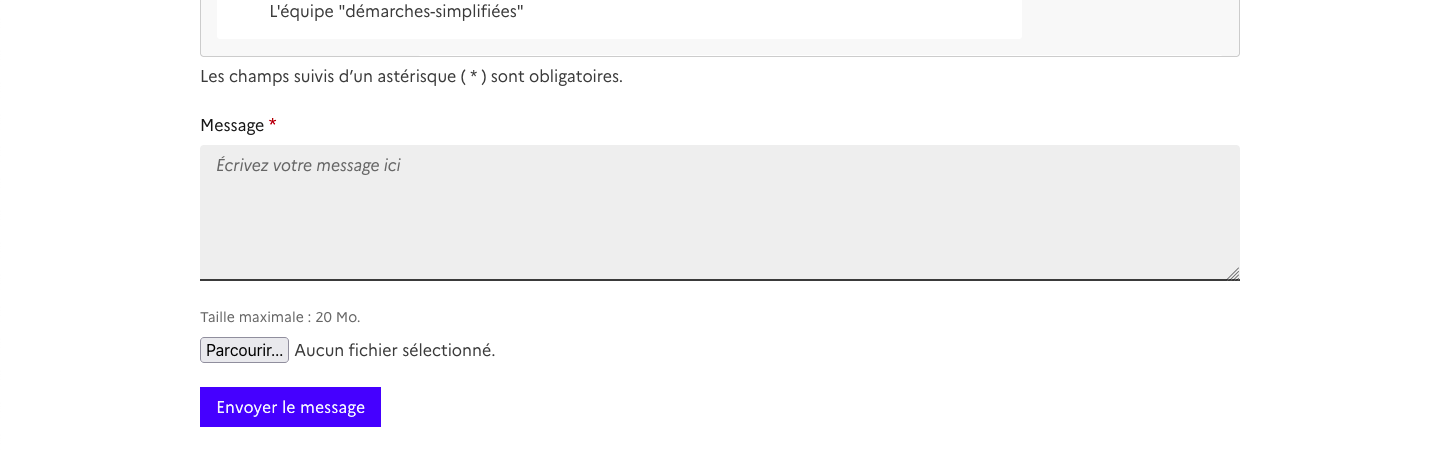 L'équipe "démarches-simplifiées"
Les champs suivis d’un astérisque ( * ) sont obligatoires.
Message *
Écrivez votre message ici
Taille maximale : 20 Mo.
Parcourir... Aucun fichier sélectionné.
Envoyer le message